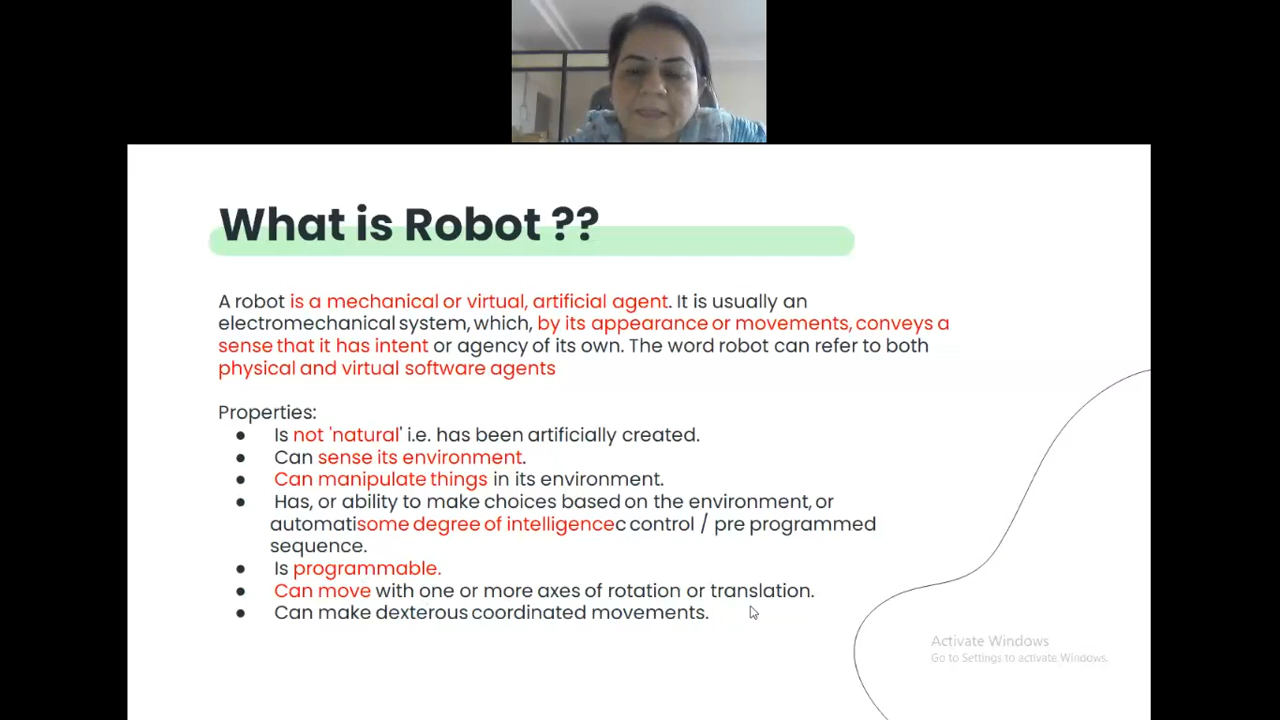 What is Robot ??
A robot is a mechanical or virtual, artificial agent. It is usually an
electromechanical system, which, by its appearance or movements, conveys a
sense that it has intent or agency of its own. The word robot can refer to both
physical and virtual software agents
Properties:
● Is not 'natural' i.e. has been artificially created.
● Can sense its environment.
● Can manipulate things in its environment.
● Has, or ability to make choices based on the environment, or
automatisome degree of intelligencec control / pre programmed
sequence.
● Is programmable.
● Can move with one or more axes of rotation or translation.
● Can make dexterous coordinated movements.
Activate Windows
Go to Settings to activate Windows.